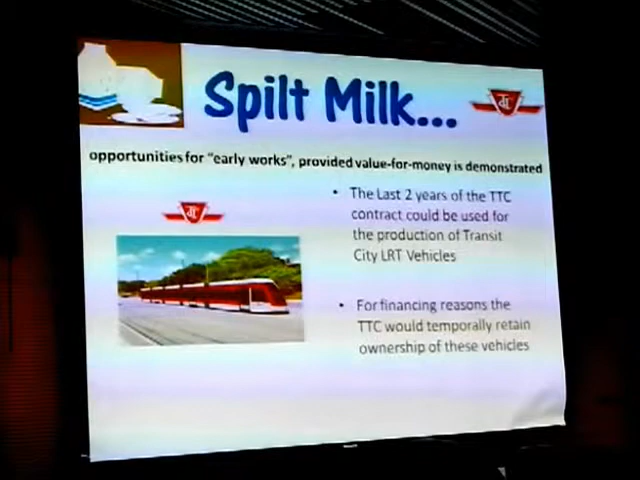 Spilt Milk...
opportunities for "early works", provided value-for-money is demonstrated
• The Last 2 years of the TTC
contract could be used for
the production of Transit
City LRT Vehicles
• For financing reasons the
TTC would temporally retain
ownership of these vehicles